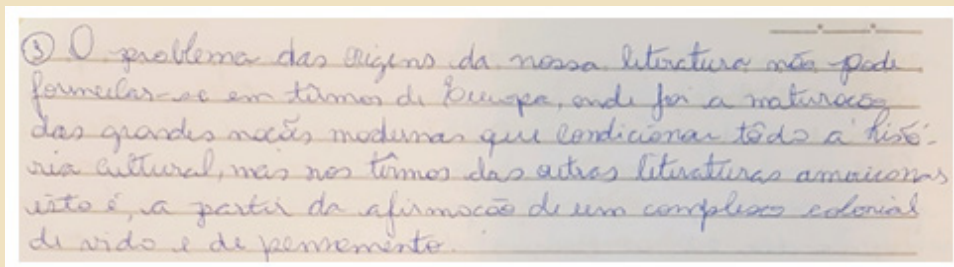 ③ O problema das origens da nossa literatura não pode
formular-se em têrmos de Europa, onde foi a maturação
das grandes nações modernas que condicionar tôda a histó-
ria cultural, mas nos têrmos das outras literaturas americanas
isto é, a partir da afirmação de um complexo colonial
de vida e de pensamento.